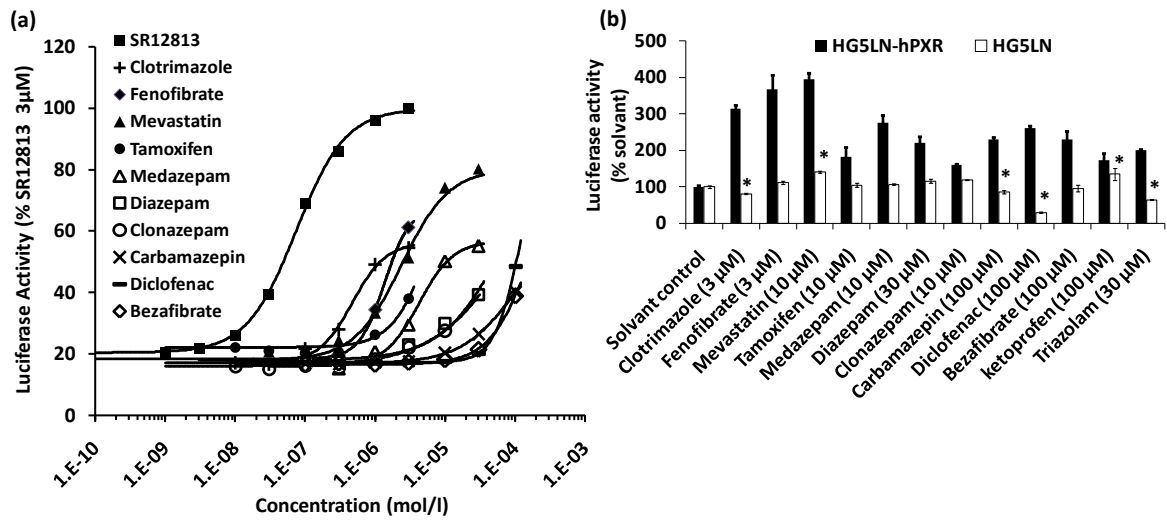 (a)
SR12813
Clotrimazole
Fenofibrate
Mevastatin
Tamoxifen
Medazepam
Diazepam
Clonazepam
Carbamazepin
Diclofenac
Bezafibrate
Luciferase Activity (% SR12813 3µM)
120
100
80
60
40
20
0
1.E-10
1.E-09
1.E-08
1.E-07
1.E-06
1.E-05
1.E-04
1.E-03
Concentration (mol/l)
(b)
HG5LN-hPXR
HG5LN
Luciferase activity
(% solvant)
500
400
300
200
100
0
*
*
*
*
*
*
Solvant control
Clotrimazole (3 µM)
Fenofibrate (3 µM)
Mevastatin (10 µM)
Tamoxifen (10 µM)
Medazepam (10 µM)
Diazepam (30 µM)
Clonazepam (10 µM)
Carbamazepin (100 µM)
Diclofenac (100 µM)
Bezafibrate (100 µM)
ketoprofen (100 µM)
Triazolam (30 µM)